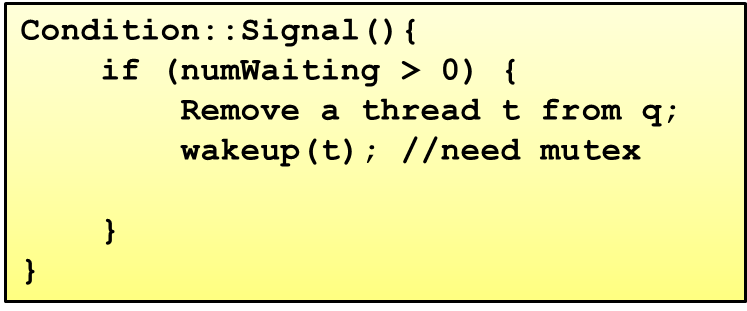 Condition::Signal(){
    if (numWaiting > 0) {
        Remove a thread t from q;
        wakeup(t); //need mutex
    }
}